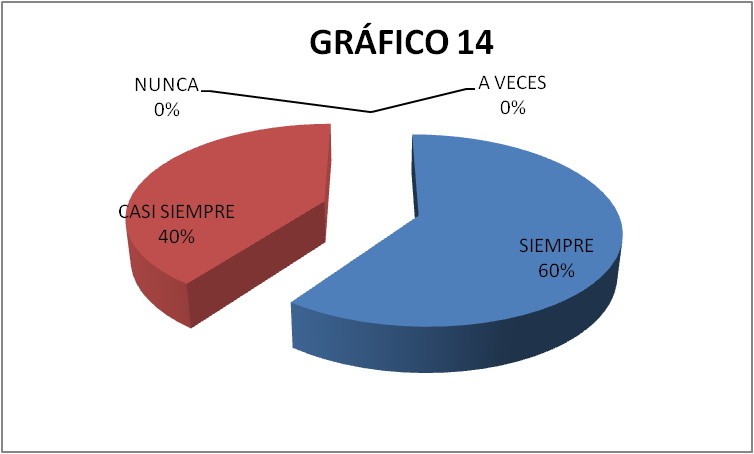 GRÁFICO 14
NUNCA
0%
A VECES
0%
CASI SIEMPRE
40%
SIEMPRE
60%